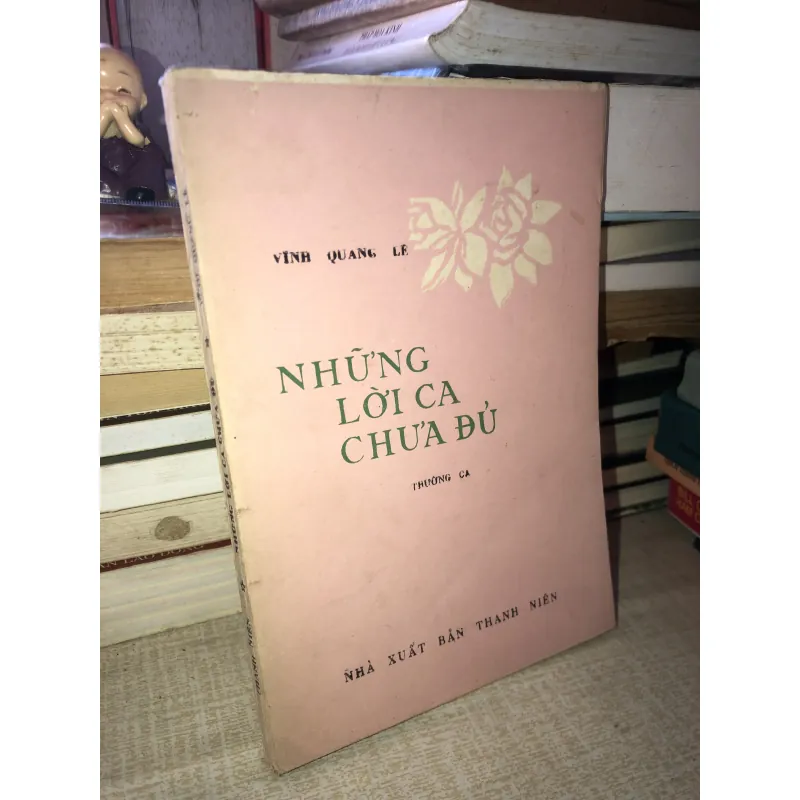 VĨNH QUANG LÊ
NHỮNG
LỜI CA
CHƯA ĐỦ
TRƯỜNG CA
NHÀ XUẤT BẢN THANH NIÊN